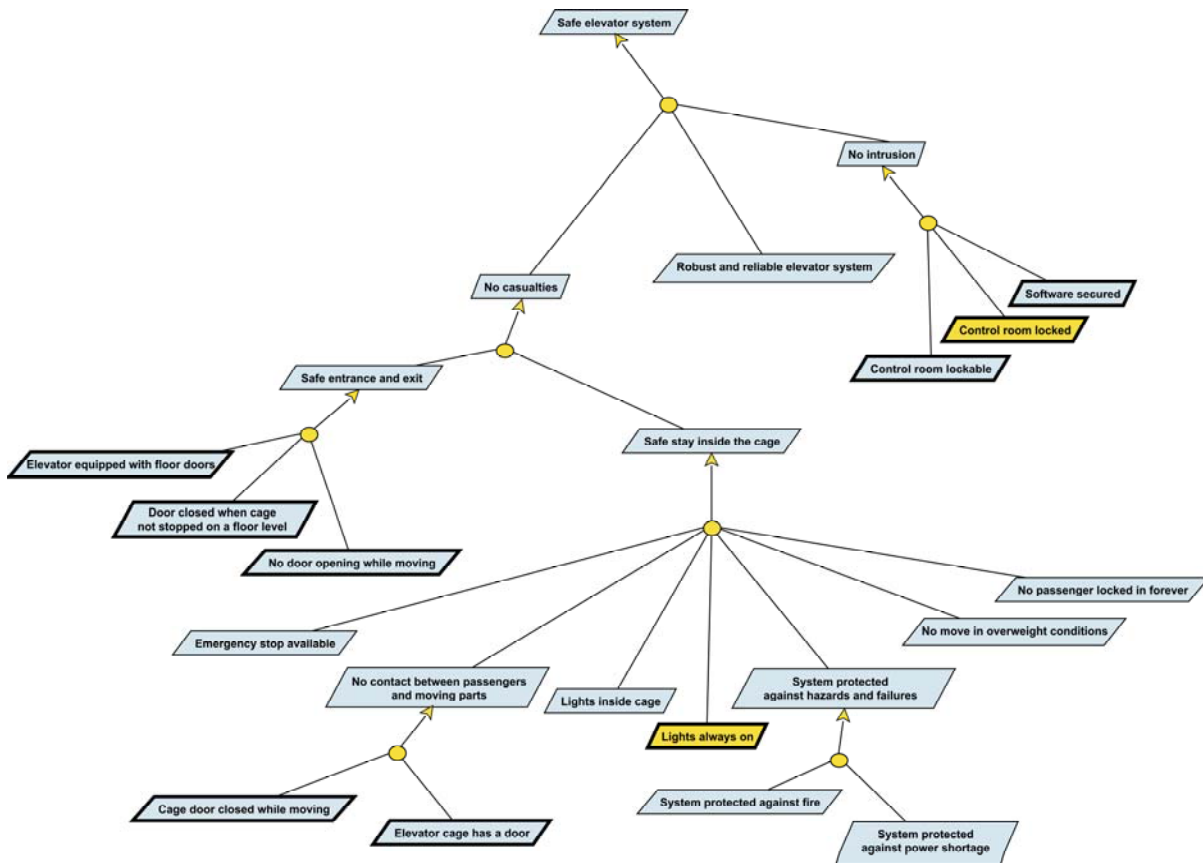 Safe elevator system
No intrusion
Robust and reliable elevator system
No casualties
Software secured
Control room locked
Control room lockable
Safe entrance and exit
Safe stay inside the cage
Elevator equipped with floor doors
Door closed when cage
not stopped on a floor level
No door opening while moving
No passenger locked in forever
No move in overweight conditions
Emergency stop available
No contact between passengers
and moving parts
Lights inside cage
System protected
against hazards and failures
Lights always on
Cage door closed while moving
Elevator cage has a door
System protected against fire
System protected
against power shortage